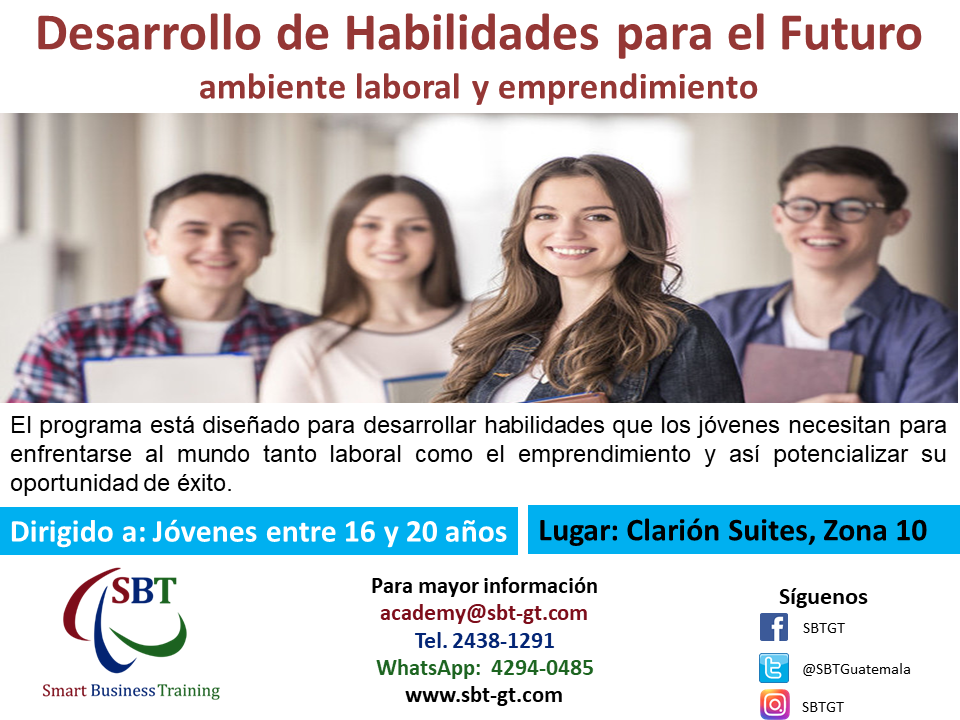 Desarrollo de Habilidades para el Futuro
ambiente laboral y emprendimiento
El programa está diseñado para desarrollar habilidades que los jóvenes necesitan para
enfrentarse al mundo tanto laboral como el emprendimiento y así potencializar su
oportunidad de éxito.
Dirigido a: Jóvenes entre 16 y 20 años
Lugar: Clarión Suites, Zona 10
SBT
Smart Business Training
Para mayor información
academy@sbt-gt.com
Tel. 2438-1291
WhatsApp: 4294-0485
www.sbt-gt.com
Síguenos
SBTGT
@SBTGuatemala
SBTGT